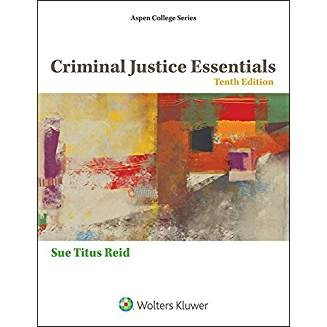 Aspen College Series
Criminal Justice Essentials
Tenth Edition
Sue Titus Reid
Wolters Kluwer